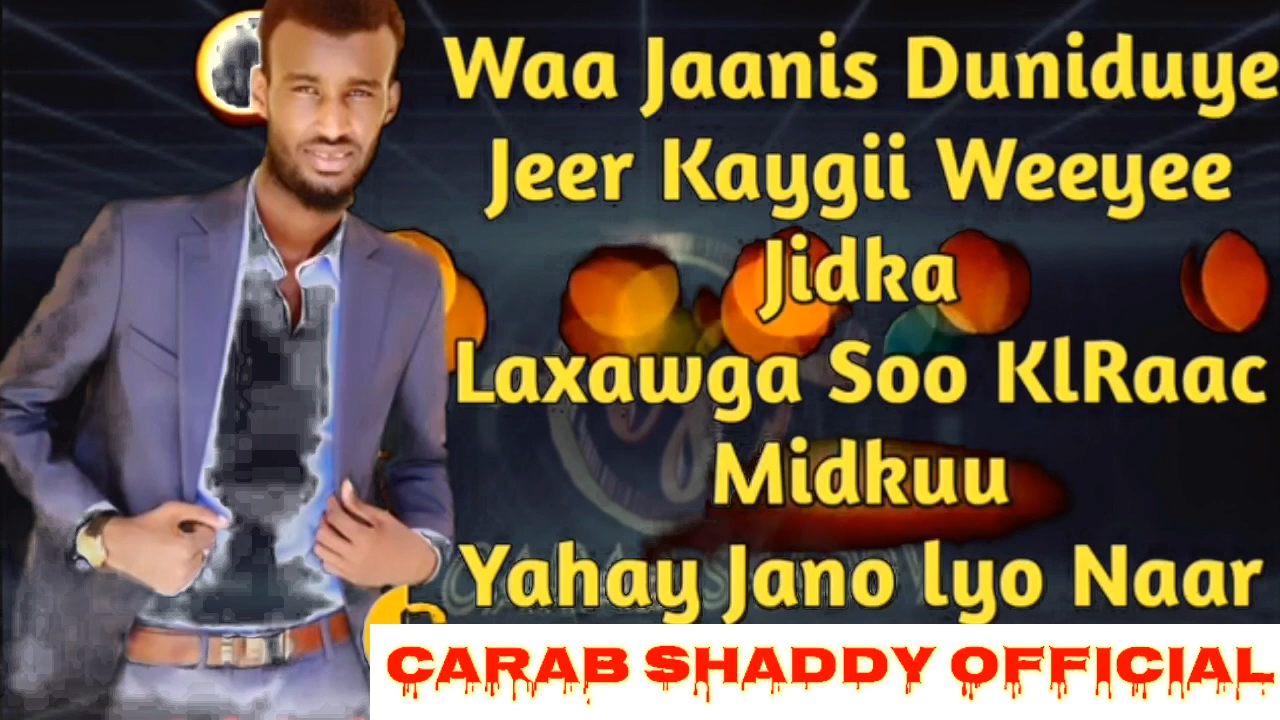 Waa Jaanis Duniduye
Jeer Kaygii Weeyee
Jidka
Laxawga Soo KlRaac
Midkuu
Yahay Jano lyo Naar
CARAB SHADDY OFFICIAL